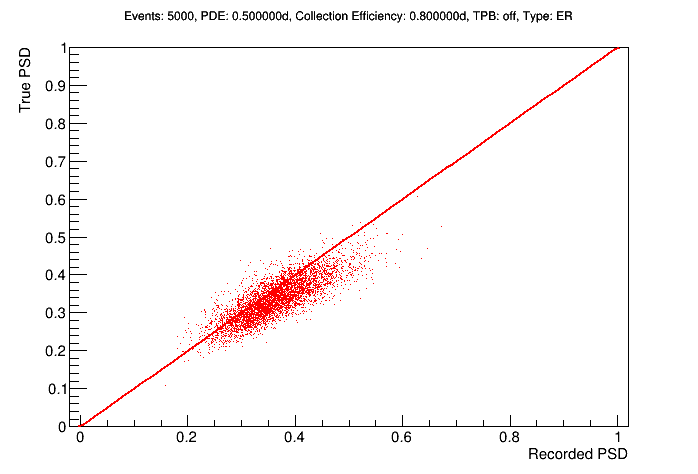 Events: 5000, PDE: 0.500000d, Collection Efficiency: 0.800000d, TPB: off, Type: ER
True PSD
1
0.9
0.8
0.7
0.6
0.5
0.4
0.3
0.2
0.1
0
0 0.2 0.4 0.6 0.8 1
Recorded PSD